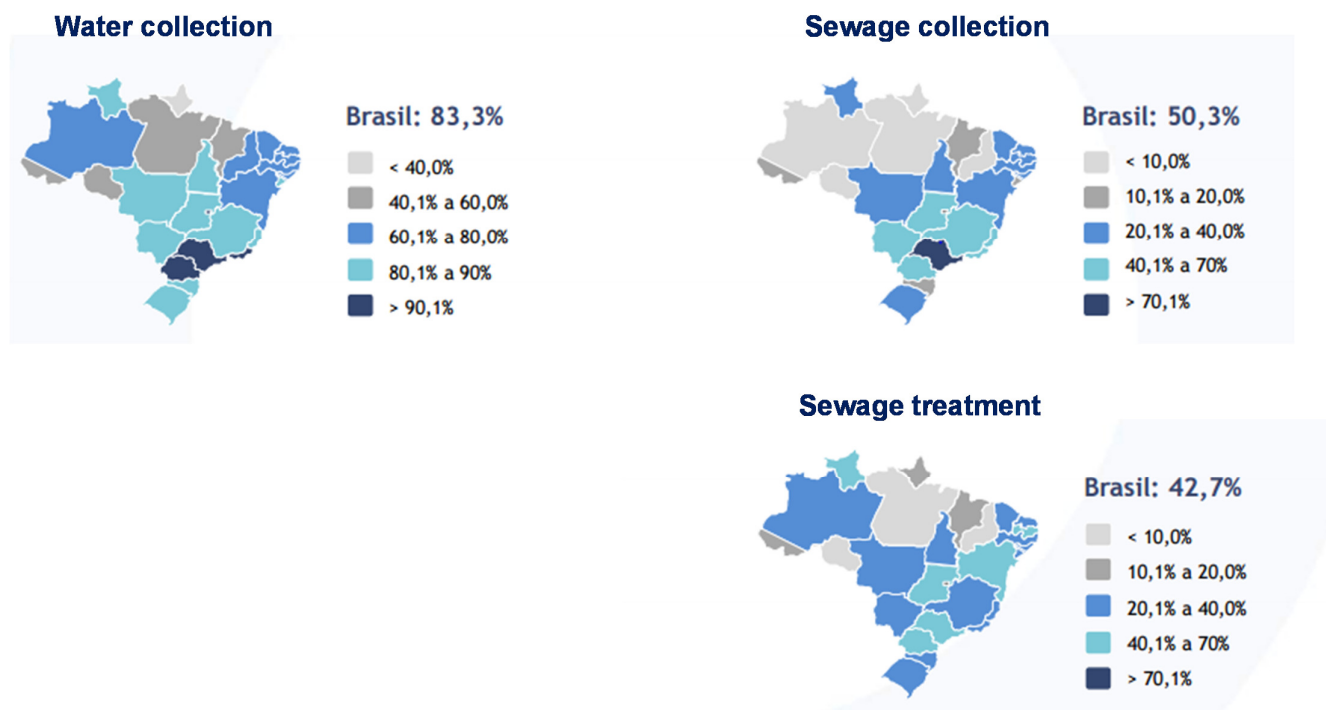 Water collection
Brasil: 83,3%
< 40,0%
40,1% a 60,0%
60,1% a 80,0%
80,1% a 90%
> 90,1%
Sewage collection
Brasil: 50,3%
< 10,0%
10,1% a 20,0%
20,1% a 40,0%
40,1% a 70%
> 70,1%
Sewage treatment
Brasil: 42,7%
< 10,0%
10,1% a 20,0%
20,1% a 40,0%
40,1% a 70%
> 70,1%